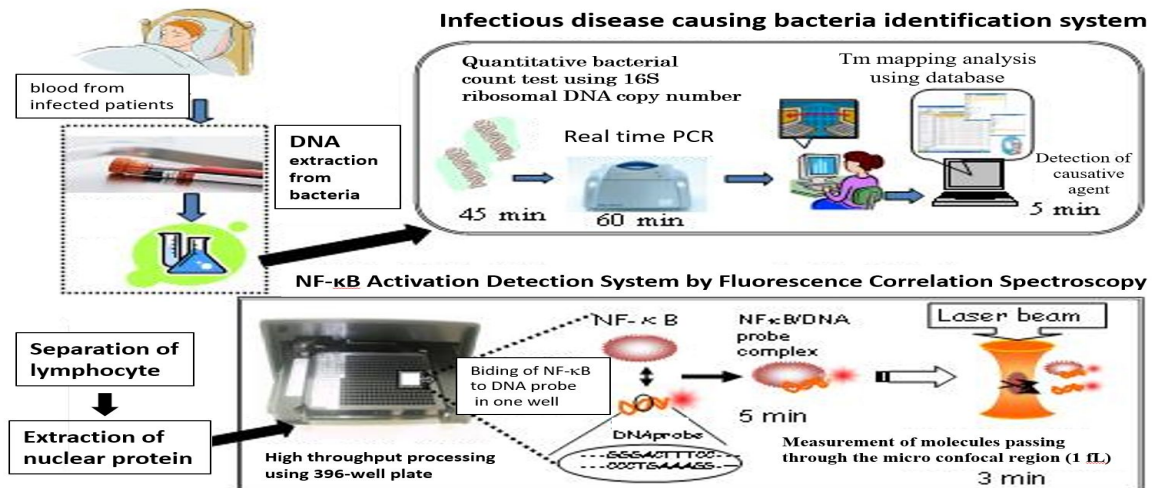 Infectious disease causing bacteria identification system
blood from
infected patients
DNA
extraction
from
bacteria
Quantitative bacterial
count test using 16S
ribosomal DNA copy number
Real time PCR
45 min
60 min
Tm mapping analysis
using database
Detection of
causative
agent
5 min
NF-κB Activation Detection System by Fluorescence Correlation Spectroscopy
Separation of
lymphocyte
Extraction of
nuclear protein
High throughput processing
using 396-well plate
Biding of NF-κB
to DNA probe
in one well
NF-κB
DNAprobe
---GGGACTTTCC---
---CCCTGAAAGG---
NFκB/DNA
probe
complex
5 min
Laser beam
Measurement of molecules passing
through the micro confocal region (1 fL)
3 min